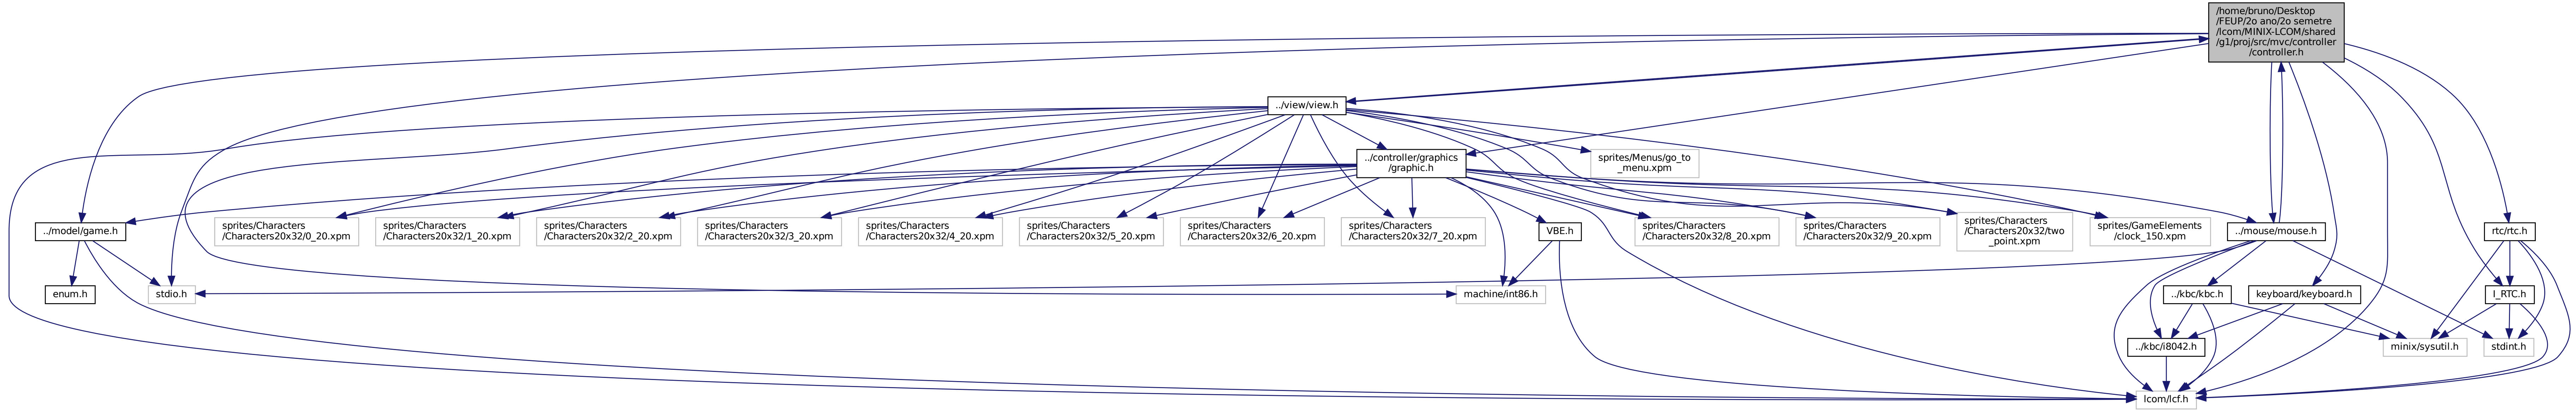 /home/bruno/Desktop
/FEUP/2o ano/2o semetre
/lcom/MINIX-LCOM/shared
/g1/proj/src/mvc/controller
/controller.h
../view/view.h
../controller/graphics
/graphic.h
sprites/Menus/go_to
_menu.xpm
../model/game.h
sprites/Characters
/Characters20x32/0_20.xpm
sprites/Characters
/Characters20x32/1_20.xpm
sprites/Characters
/Characters20x32/2_20.xpm
sprites/Characters
/Characters20x32/3_20.xpm
sprites/Characters
/Characters20x32/4_20.xpm
sprites/Characters
/Characters20x32/5_20.xpm
sprites/Characters
/Characters20x32/6_20.xpm
sprites/Characters
/Characters20x32/7_20.xpm
VBE.h
sprites/Characters
/Characters20x32/8_20.xpm
sprites/Characters
/Characters20x32/9_20.xpm
sprites/Characters
/Characters20x32/two
_point.xpm
sprites/GameElements
/clock_150.xpm
../mouse/mouse.h
rtc/rtc.h
enum.h
stdio.h
machine/int86.h
../kbc/kbc.h
keyboard/keyboard.h
I_RTC.h
../kbc/i8042.h
minix/sysutil.h
stdint.h
lcom/lcf.h